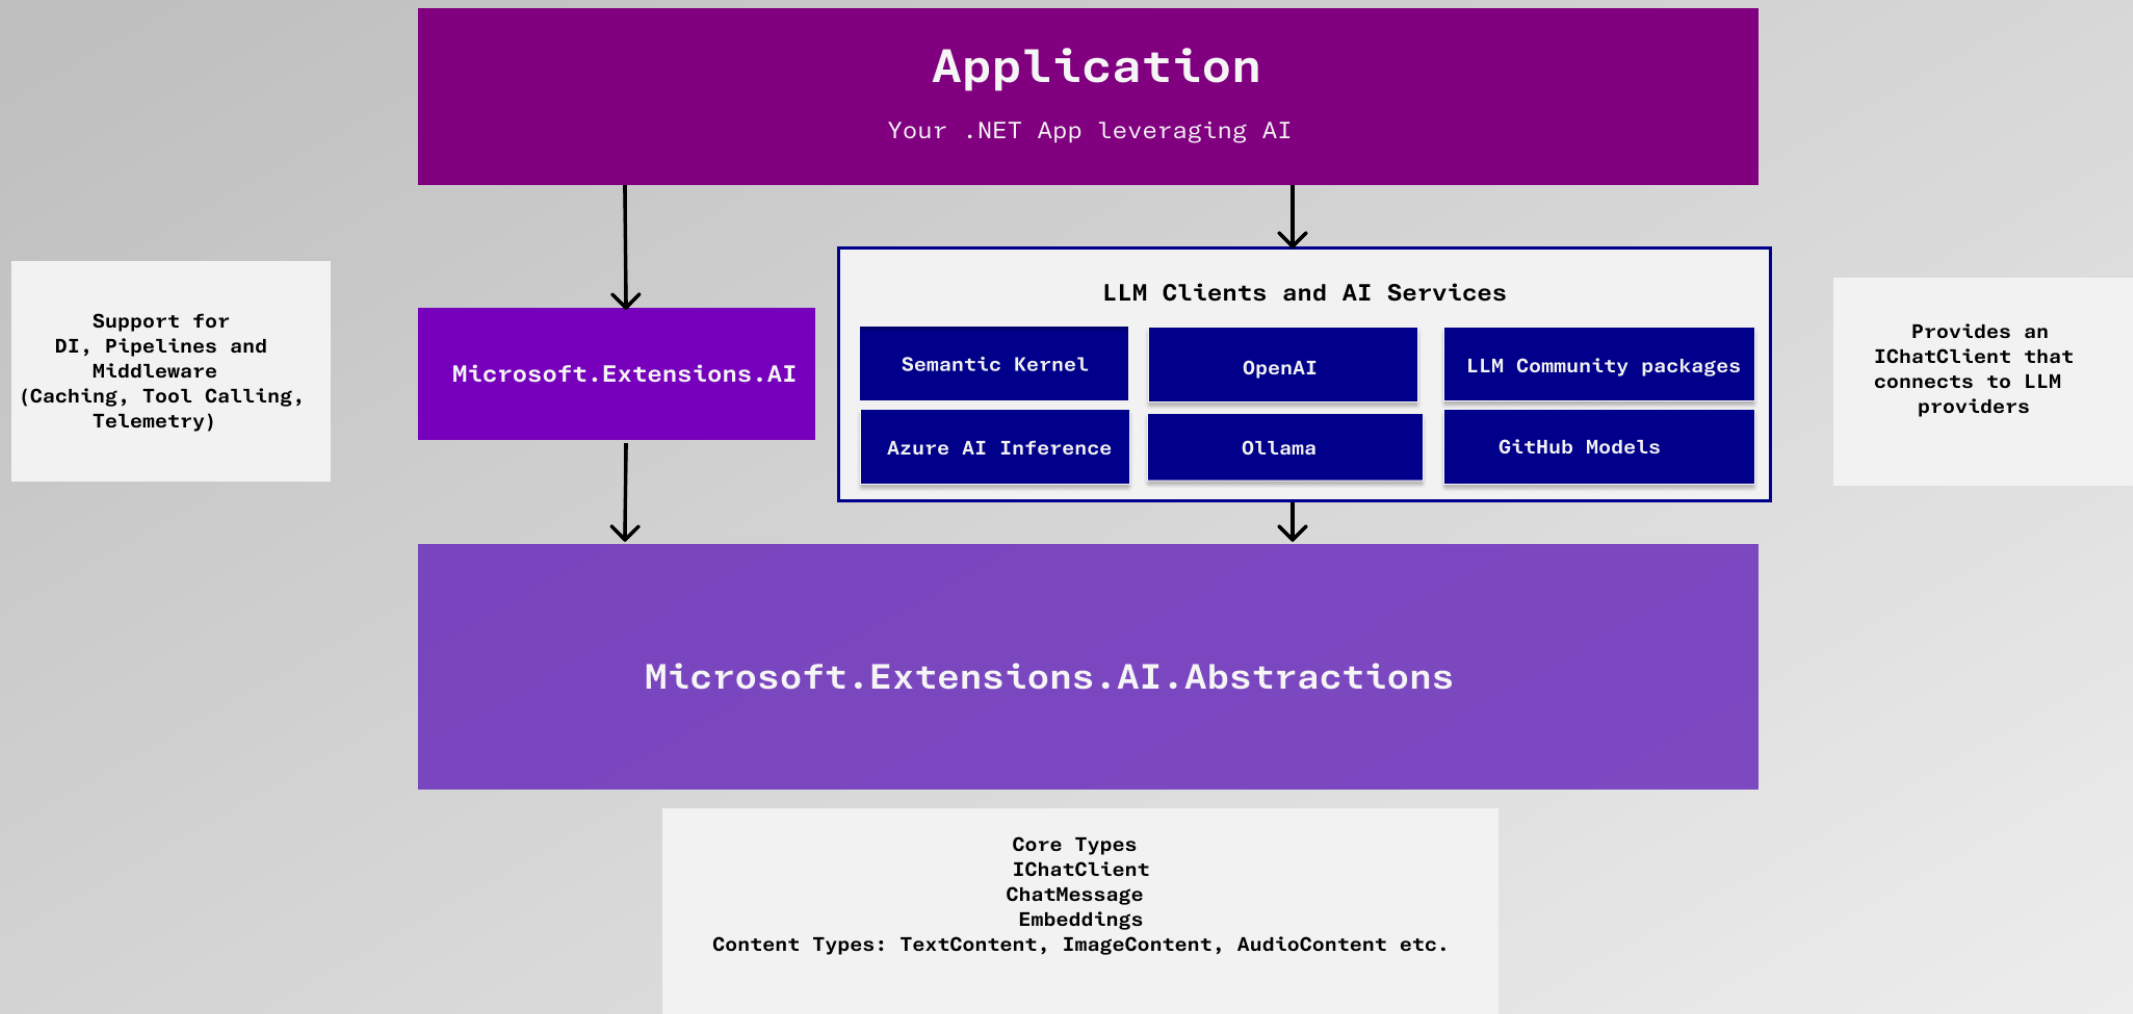 Application
Your .NET App leveraging AI
Support for
DI, Pipelines and
Middleware
(Caching, Tool Calling,
Telemetry)
Microsoft.Extensions.AI
LLM Clients and AI Services
Semantic Kernel
OpenAI
LLM Community packages
Azure AI Inference
Ollama
GitHub Models
Provides an
IChatClient that
connects to LLM
providers
Microsoft.Extensions.AI.Abstractions
Core Types
IChatClient
ChatMessage
Embeddings
Content Types: TextContent, ImageContent, AudioContent etc.